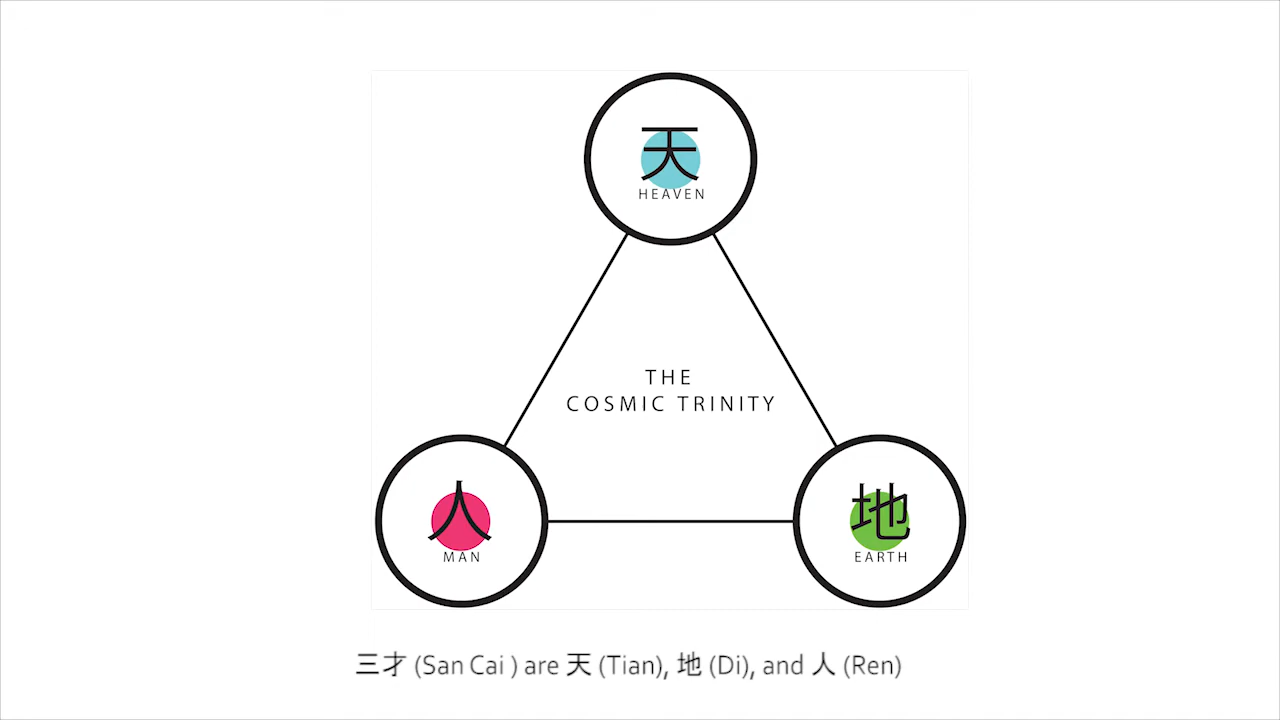 天
HEAVEN
THE
COSMIC TRINITY
人
MAN
地
EARTH
三才 (San Cai ) are 天 (Tian), 地 (Di), and 人 (Ren)